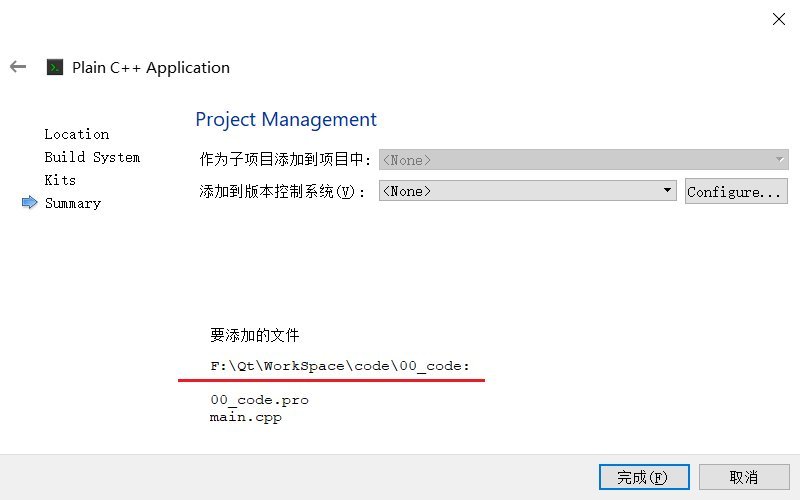 Plain C++ Application
Project Management
Location
Build System
Kits
Summary
作为子项目添加到项目中:
<None>
添加到版本控制系统(V):
<None>
Configure...
要添加的文件
F:\Qt\WorkSpace\code\00_code:
00_code.pro
main.cpp
完成(F)
取消